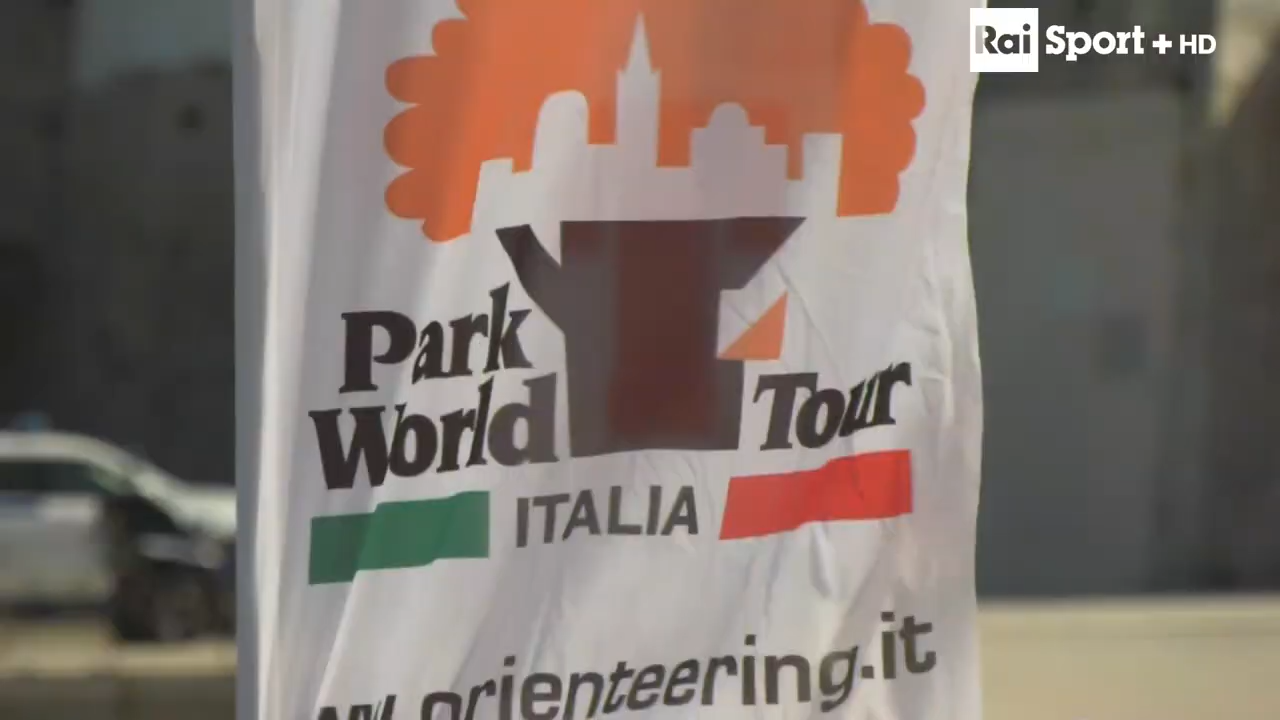 Rai Sport + HD
Park
World Tour
ITALIA
.orienteering.it